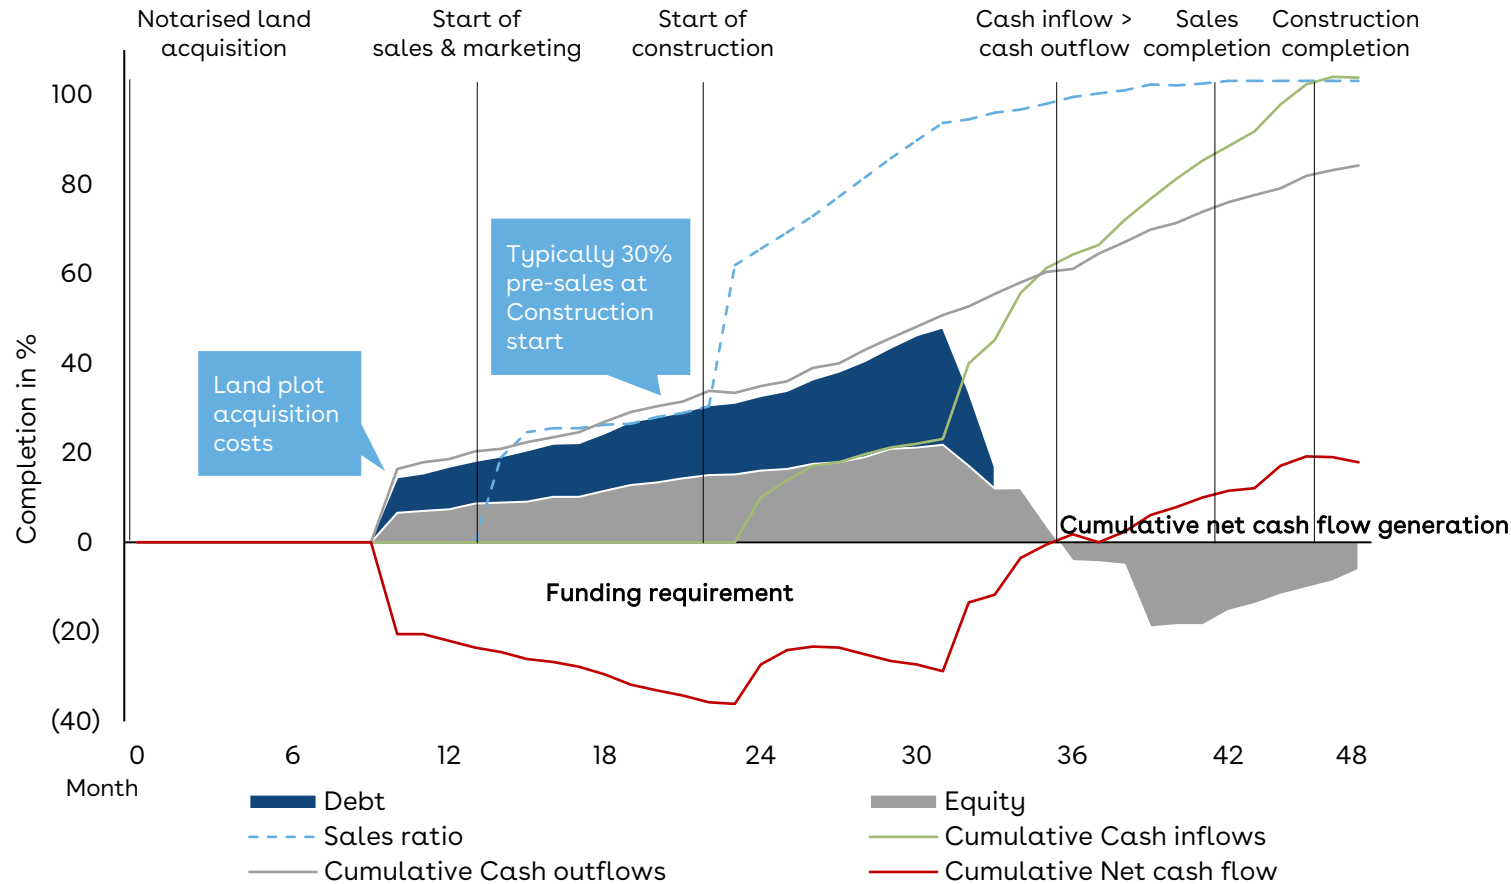 Notarised land
acquisition
Start of
sales & marketing
Start of
construction
Cash inflow >
cash outflow
Sales
completion
Construction
completion
Completion in %
100
80
60
40
20
0
(20)
(40)
Typically 30%
pre-sales at
Construction
start
Land plot
acquisition
costs
Cumulative net cash flow generation
Funding requirement
0 6 12 18 24 30 36 42 48
Month
Debt
Equity
Sales ratio
Cumulative Cash inflows
Cumulative Cash outflows
Cumulative Net cash flow